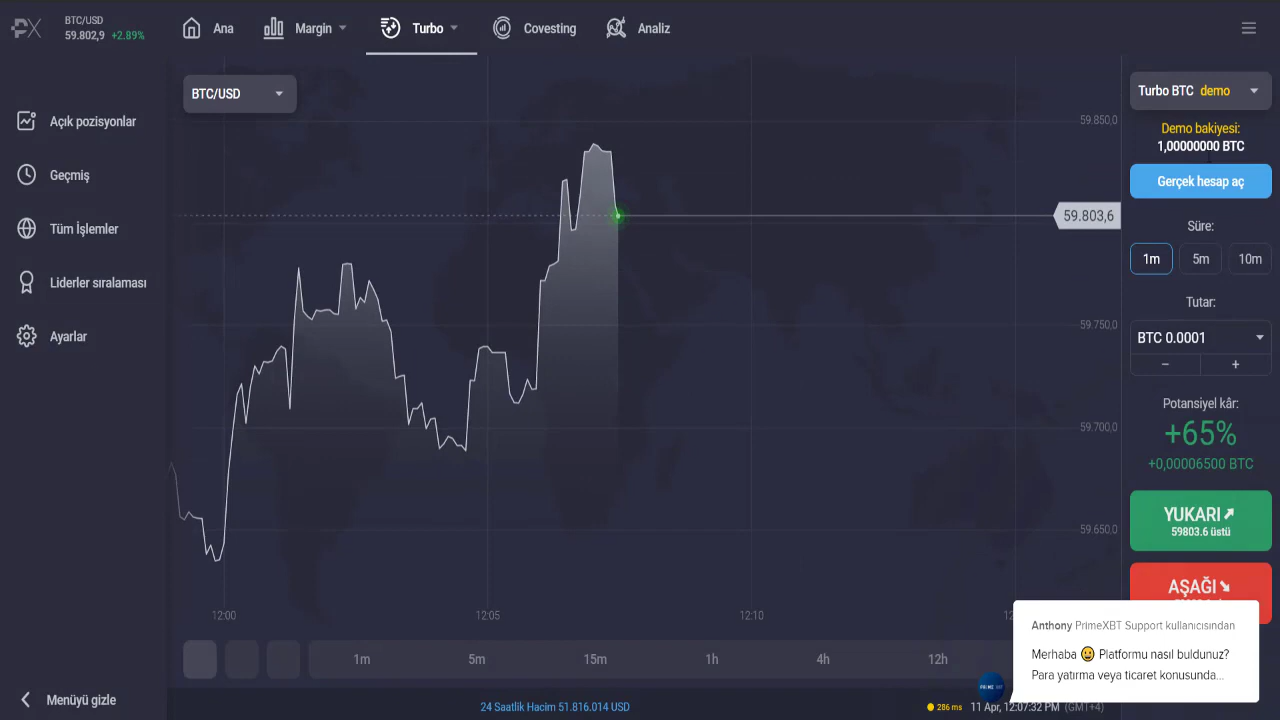 BTC/USD
59.802,9 +2.89%
Ana
Margin
Turbo
Covesting
Analiz
Açık pozisyonlar
Geçmiş
Tüm İşlemler
Liderler sıralaması
Ayarlar
Menüyü gizle
BTC/USD
59.850,0
59.803,6
59.750,0
59.700,0
59.650,0
12:00
12:05
12:10
1m
5m
15m
1h
4h
12h
24 Saatlik Hacim 51.816.014 USD
286 ms
11 Apr, 12:07:32 PM (GMT+4)
Turbo BTC demo
Demo bakiyesi:
1,00000000 BTC
Gerçek hesap aç
Süre:
1m 5m 10m
Tutar:
BTC 0.0001
− +
Potansiyel kâr:
+65%
+0,00006500 BTC
YUKARI
59803.6 üstü
AŞAĞI
PRIME XBT
Anthony PrimeXBT Support kullanıcısından
Merhaba 😀 Platformu nasıl buldunuz?
Para yatırma veya ticaret konusunda...